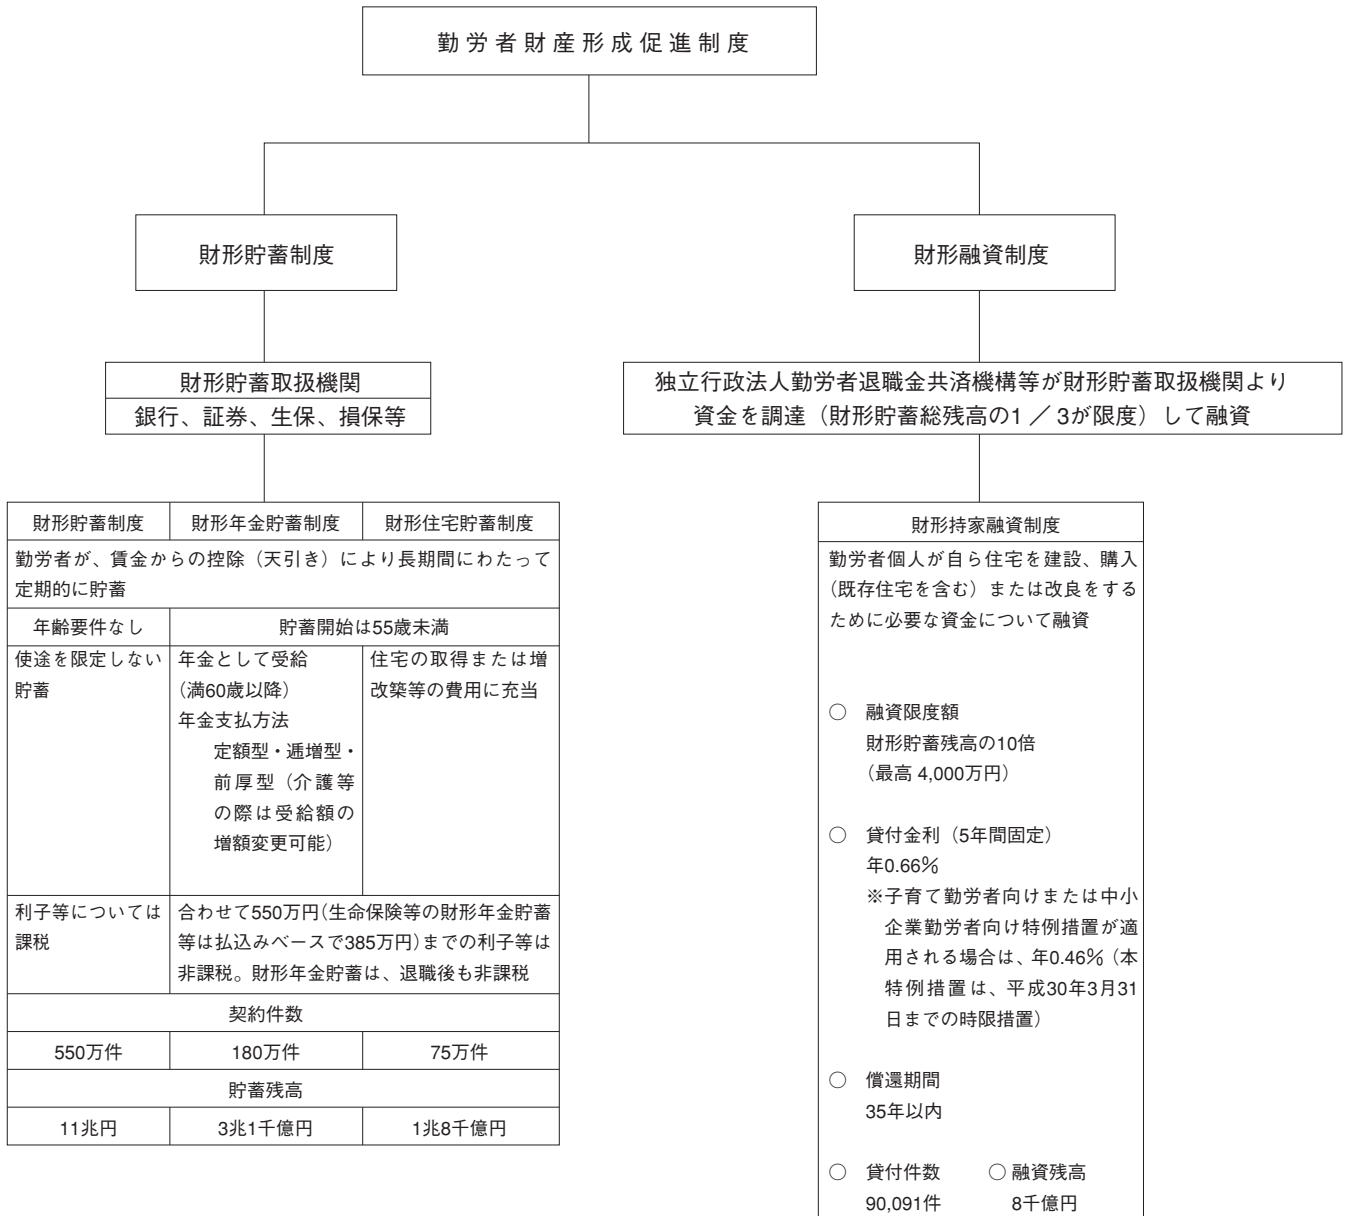 勤労者財産形成促進制度
財形貯蓄制度
財形融資制度
財形貯蓄取扱機関
銀行、証券、生保、損保等
独立行政法人勤労者退職金共済機構等が財形貯蓄取扱機関より
資金を調達（財形貯蓄総残高の1／3が限度）して融資
財形貯蓄制度
財形年金貯蓄制度
財形住宅貯蓄制度
勤労者が、賃金からの控除（天引き）により長期間にわたって
定期的に貯蓄
年齢要件なし
貯蓄開始は55歳未満
使途を限定しない
貯蓄
年金として受給
（満60歳以降）
年金支払方法
定額型・逓増型・
前厚型（介護等
の際は受給額の
増額変更可能）
住宅の取得または増
改築等の費用に充当
利子等については
課税
合わせて550万円（生命保険等の財形年金貯蓄
等は払込みベースで385万円）までの利子等は
非課税。財形年金貯蓄は、退職後も非課税
契約件数
550万件
180万件
75万件
貯蓄残高
11兆円
3兆1千億円
1兆8千億円
財形持家融資制度
勤労者個人が自ら住宅を建設、購入
（既存住宅を含む）または改良をする
ために必要な資金について融資
○ 融資限度額
財形貯蓄残高の10倍
（最高 4,000万円）
○ 貸付金利（5年間固定）
年0.66％
※子育て勤労者向けまたは中小
企業勤労者向け特例措置が適
用される場合は、年0.46％（本
特例措置は、平成30年3月31
日までの時限措置）
○ 償還期間
35年以内
○ 貸付件数 ○ 融資残高
90,091件 8千億円